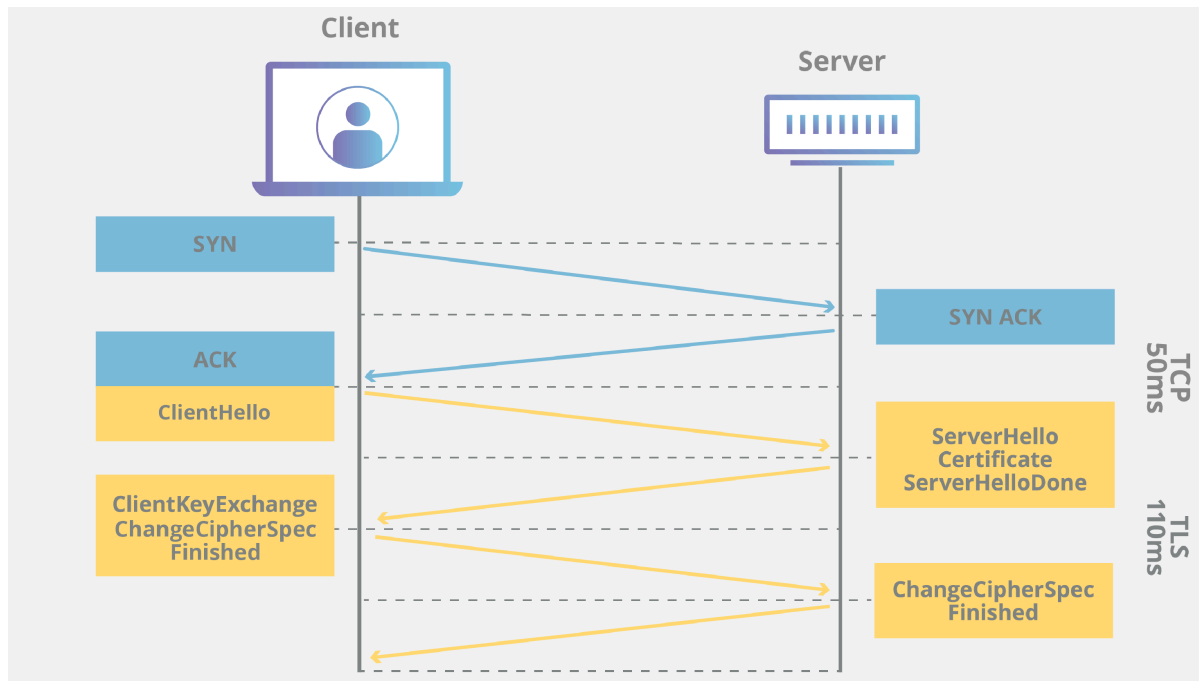 Client
Server
SYN
SYN ACK
ACK
ClientHello
TCP
50ms
ServerHello
Certificate
ServerHelloDone
ClientKeyExchange
ChangeCipherSpec
Finished
TLS
110ms
ChangeCipherSpec
Finished